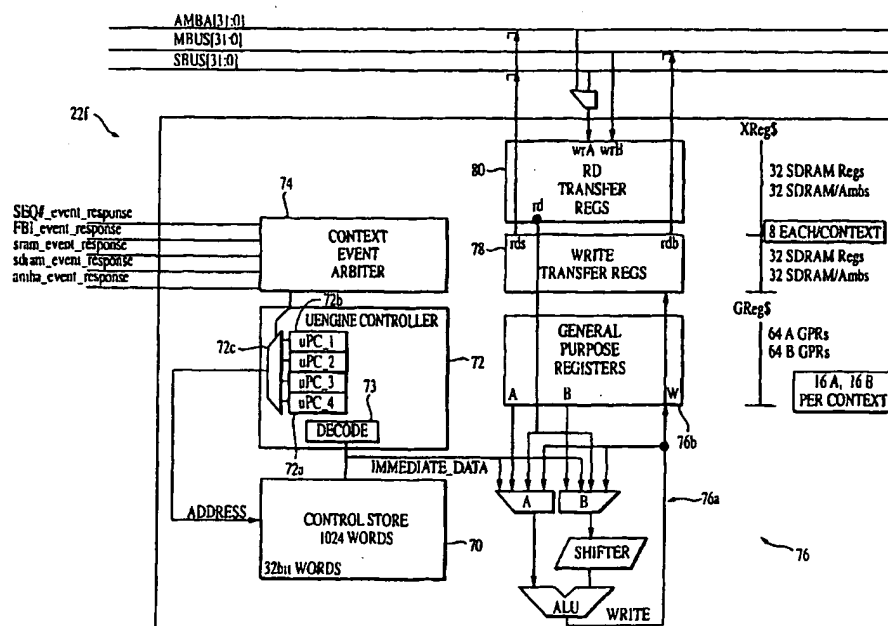 AMBA[31:0]
MBUS[31:0]
SBUS[31:0]
22f
XReg$
80
wrA wrB
RD
TRANSFER
REGS
rd
32 SDRAM Regs
32 SDRAM/Ambs
74
SEQ#_event_response
FBI_event_response
sram_event_response
sdram_event_response
amba_event_response
CONTEXT
EVENT
ARBITER
78
rds
rdb
WRITE
TRANSFER REGS
8 EACH/CONTEXT
32 SDRAM Regs
32 SDRAM/Ambs
72b
UENGINE CONTROLLER
72c
uPC_1
uPC_2
uPC_3
uPC_4
72
73
DECODE
72a
GENERAL
PURPOSE
REGISTERS
A
B
W
GReg$
64 A GPRs
64 B GPRs
16 A, 16 B
PER CONTEXT
76b
IMMEDIATE_DATA
A
B
76a
ADDRESS
CONTROL STORE
1024 WORDS
32bit WORDS
70
SHIFTER
76
ALU
WRITE